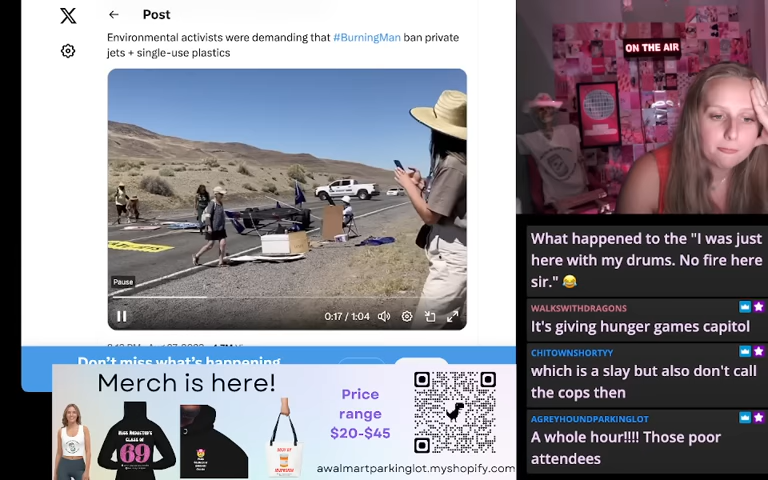 Post
Environmental activists were demanding that #BurningMan ban private
jets + single-use plastics
Pause
0:17 / 1:04
Don't miss what's happening
Merch is here!
Price
range
$20-$45
69
awalmartparkinglot.myshopify.com
ON THE AIR
What happened to the "I was just
here with my drums. No fire here
sir." 😂
WALKSWITHDRAGONS
It's giving hunger games capitol
CHITOWNSHORTYY
which is a slay but also don't call
the cops then
AGREYHOUNDPARKINGLOT
A whole hour!!!! Those poor
attendees